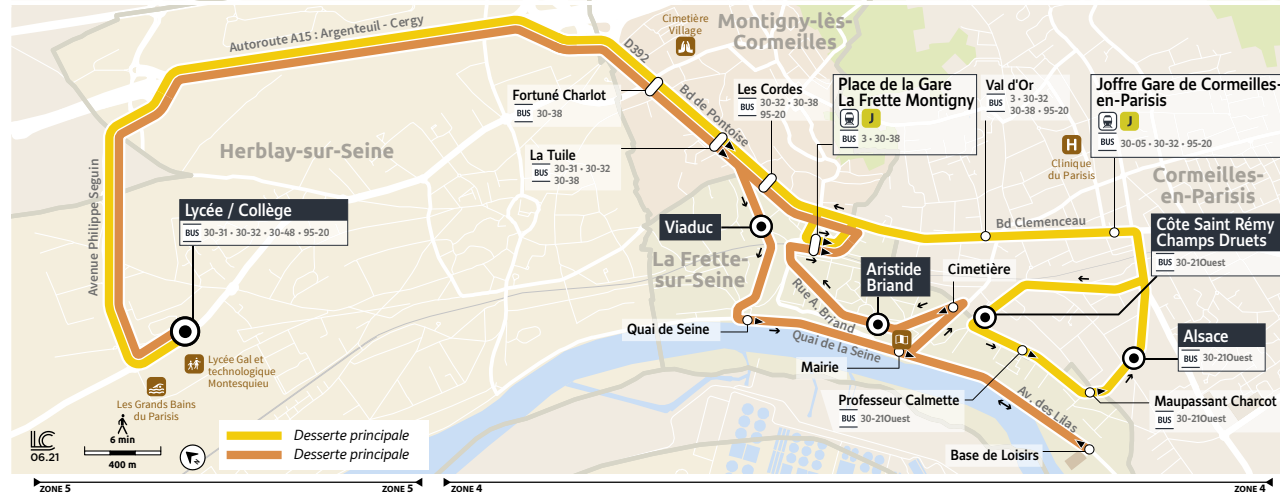 Autoroute A15 : Argenteuil - Cergy
D392
Cimetière
Village
Montigny-lès-
Cormeilles
Bd de Pontoise
Fortuné Charlot
BUS 30-38
La Tuile
BUS 30-31 • 30-32
30-38
Les Cordes
BUS 30-32 • 30-38
95-20
Place de la Gare
La Frette Montigny
J
BUS 3 • 30-38
Val d'Or
BUS 3 • 30-32
30-38 • 95-20
Joffre Gare de Cormeilles-
en-Parisis
J
BUS 30-05 • 30-32 • 95-20
H
Clinique
du Parisis
Cormeilles-
en-Parisis
Herblay-sur-Seine
Avenue Philippe Seguin
Lycée / Collège
BUS 30-31 • 30-32 • 30-48 • 95-20
Viaduc
La Frette-
sur-Seine
Bd Clemenceau
Côte Saint Rémy
Champs Druets
BUS 30-21Ouest
Aristide
Briand
Cimetière
Rue A. Briand
Quai de Seine
Quai de la Seine
Mairie
Alsace
BUS 30-21Ouest
Professeur Calmette
BUS 30-21Ouest
Av. des Lilas
Maupassant Charcot
BUS 30-21Ouest
Base de Loisirs
Lycée Gal et
technologique
Montesquieu
Les Grands Bains
du Parisis
LC
06.21
6 min
400 m
Desserte principale
Desserte principale
ZONE 5
ZONE 5
ZONE 4
ZONE 4